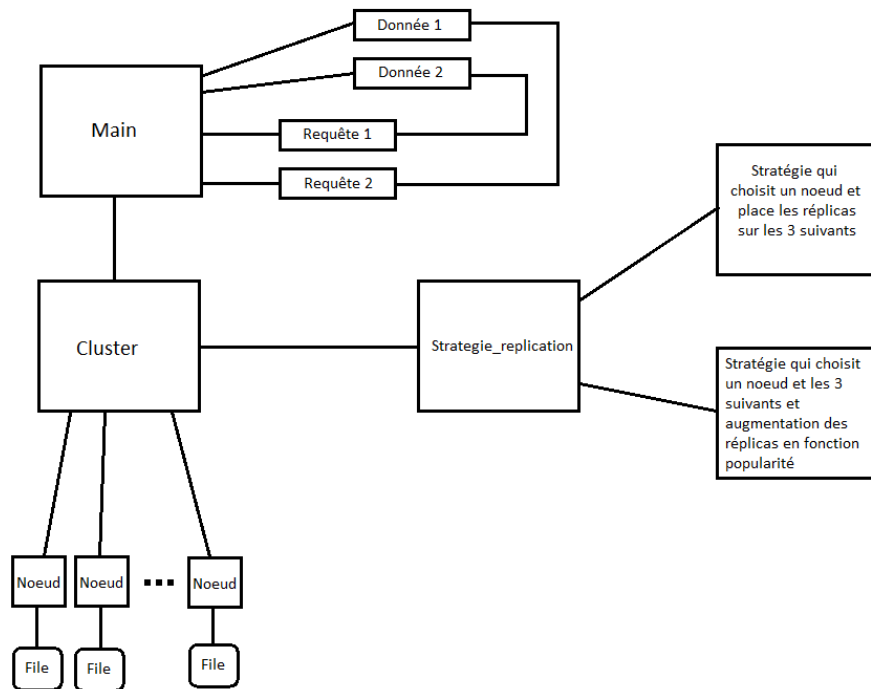 Donnée 1
Donnée 2
Main
Requête 1
Requête 2
Stratégie qui
choisit un noeud et
place les réplicas
sur les 3 suivants
Cluster
Strategie_replication
Stratégie qui choisit
un noeud et les 3
suivants et
augmentation des
réplicas en fonction
popularité
Noeud
Noeud
Noeud
File
File
File